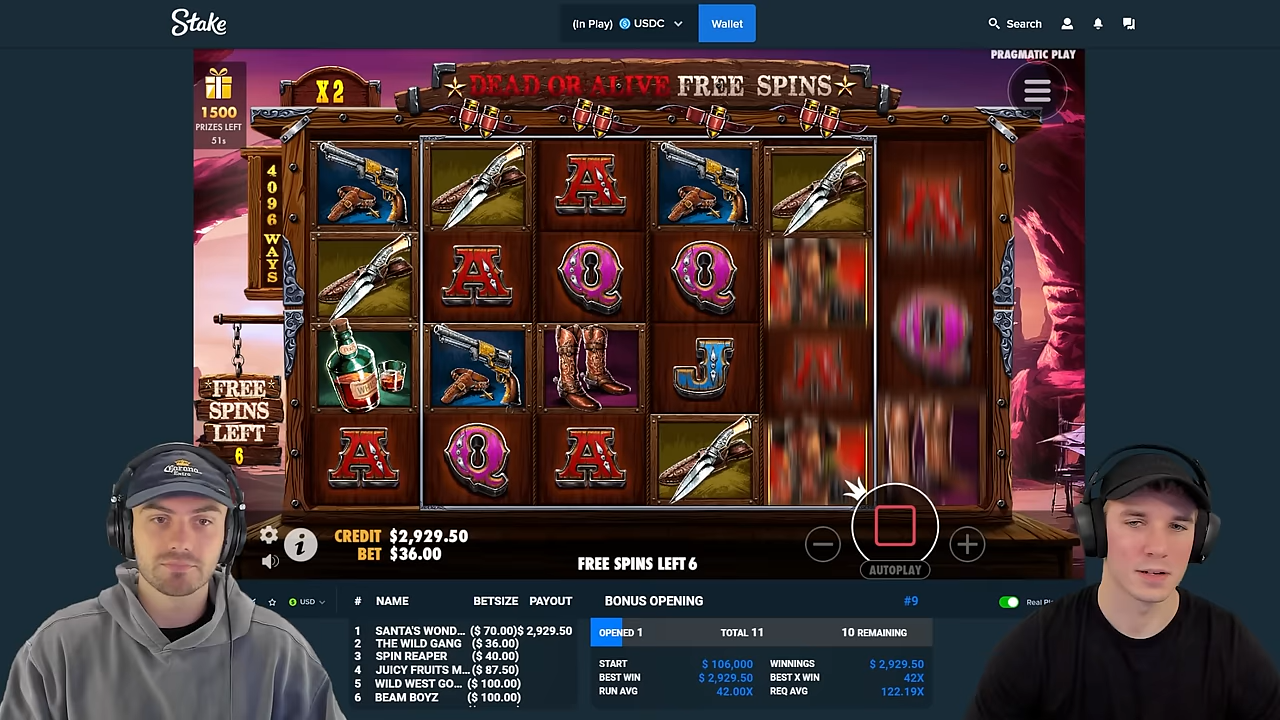 Stake
(In Play) USDC
Wallet
Search
PRAGMATIC PLAY
1500
PRIZES LEFT
51s
X2
DEAD OR ALIVE FREE SPINS
4096 WAYS
A
A
Q
Q
A
J
A
Q
A
A
Q
FREE
SPINS
LEFT
6
Corona
Extra
CREDIT $2,929.50
BET $36.00
FREE SPINS LEFT 6
AUTOPLAY
USD
# NAME BETSIZE PAYOUT
1 SANTA'S WOND... ($ 70.00)$ 2,929.50
2 THE WILD GANG ($ 36.00)
3 SPIN REAPER ($ 40.00)
4 JUICY FRUITS M... ($ 87.50)
5 WILD WEST GO... ($ 100.00)
6 BEAM BOYZ ($ 100.00)
BONUS OPENING #9
OPENED 1 TOTAL 11 10 REMAINING
START $ 106,000 WINNINGS $ 2,929.50
BEST WIN $ 2,929.50 BEST X WIN 42X
RUN AVG 42.00X REQ AVG 122.19X
Real